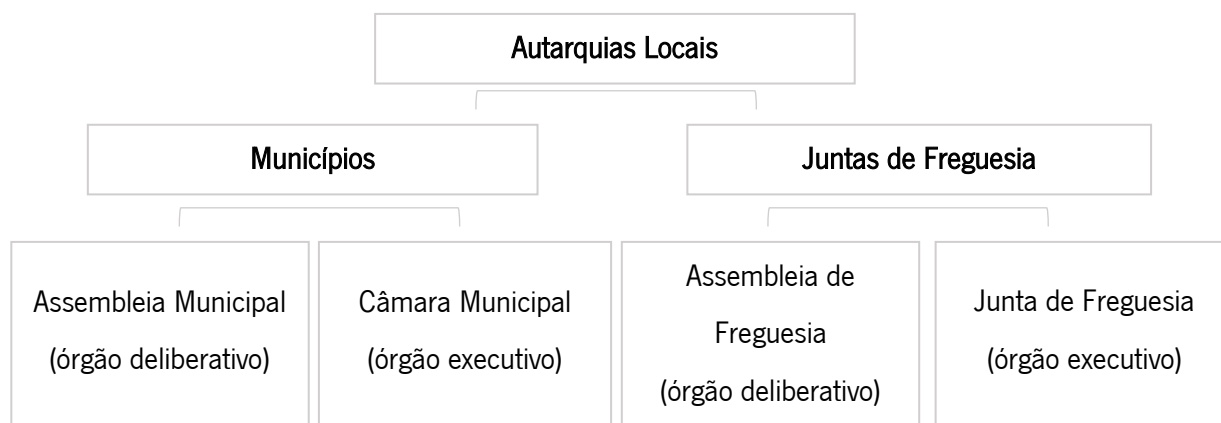 Autarquias Locais
Municípios
Juntas de Freguesia
Assembleia Municipal
(órgão deliberativo)
Câmara Municipal
(órgão executivo)
Assembleia de
Freguesia
(órgão deliberativo)
Junta de Freguesia
(órgão executivo)